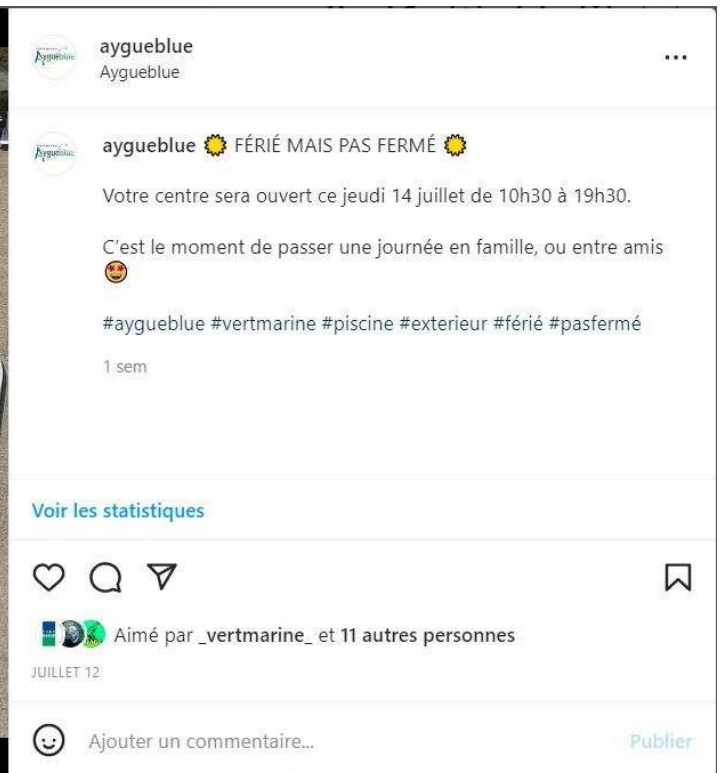 aygueblue
Aygueblue
aygueblue FÉRIÉ MAIS PAS FERMÉ
Votre centre sera ouvert ce jeudi 14 juillet de 10h30 à 19h30.
C'est le moment de passer une journée en famille, ou entre amis
#aygueblue #vertmarine #piscine #exterieur #férié #pasfermé
1 sem
Voir les statistiques
Aimé par _vertmarine_ et 11 autres personnes
JUILLET 12
Ajouter un commentaire...
Publier